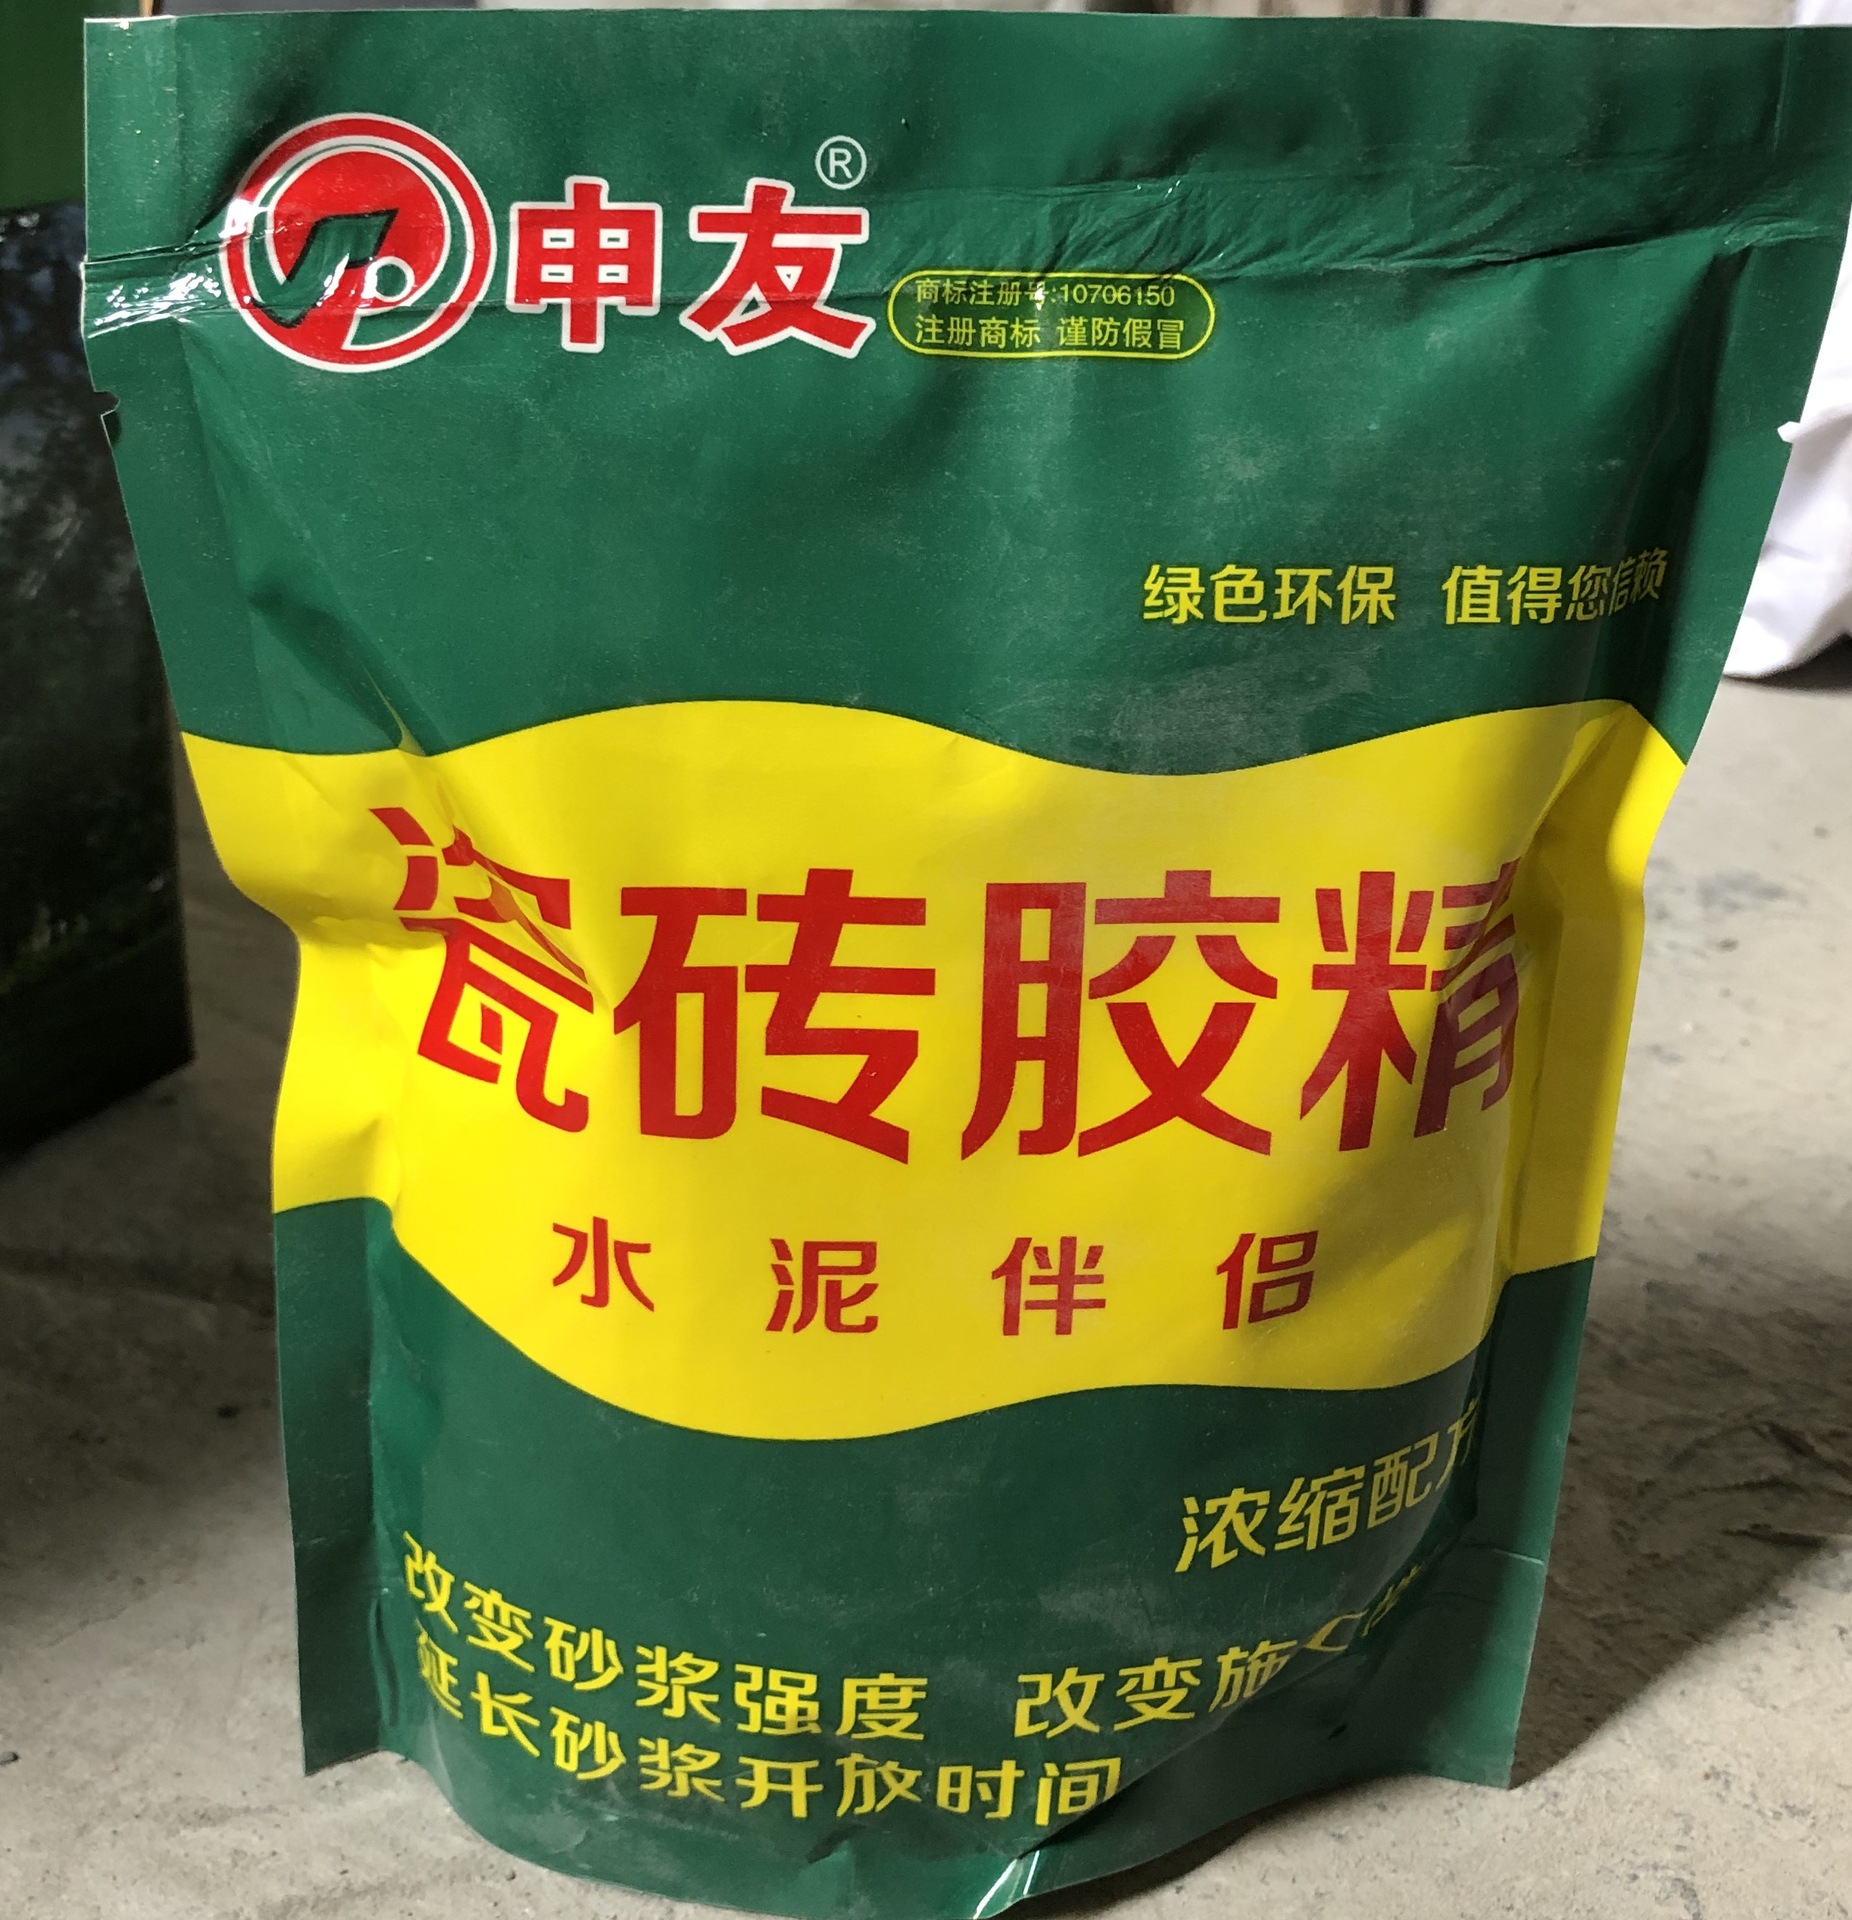 申友®
商标注册号:10706150
注册商标 谨防假冒
绿色环保 值得您信赖
瓷砖胶精
水泥伴侣
浓缩配方
改变砂浆强度 改变施
延长砂浆开放时间